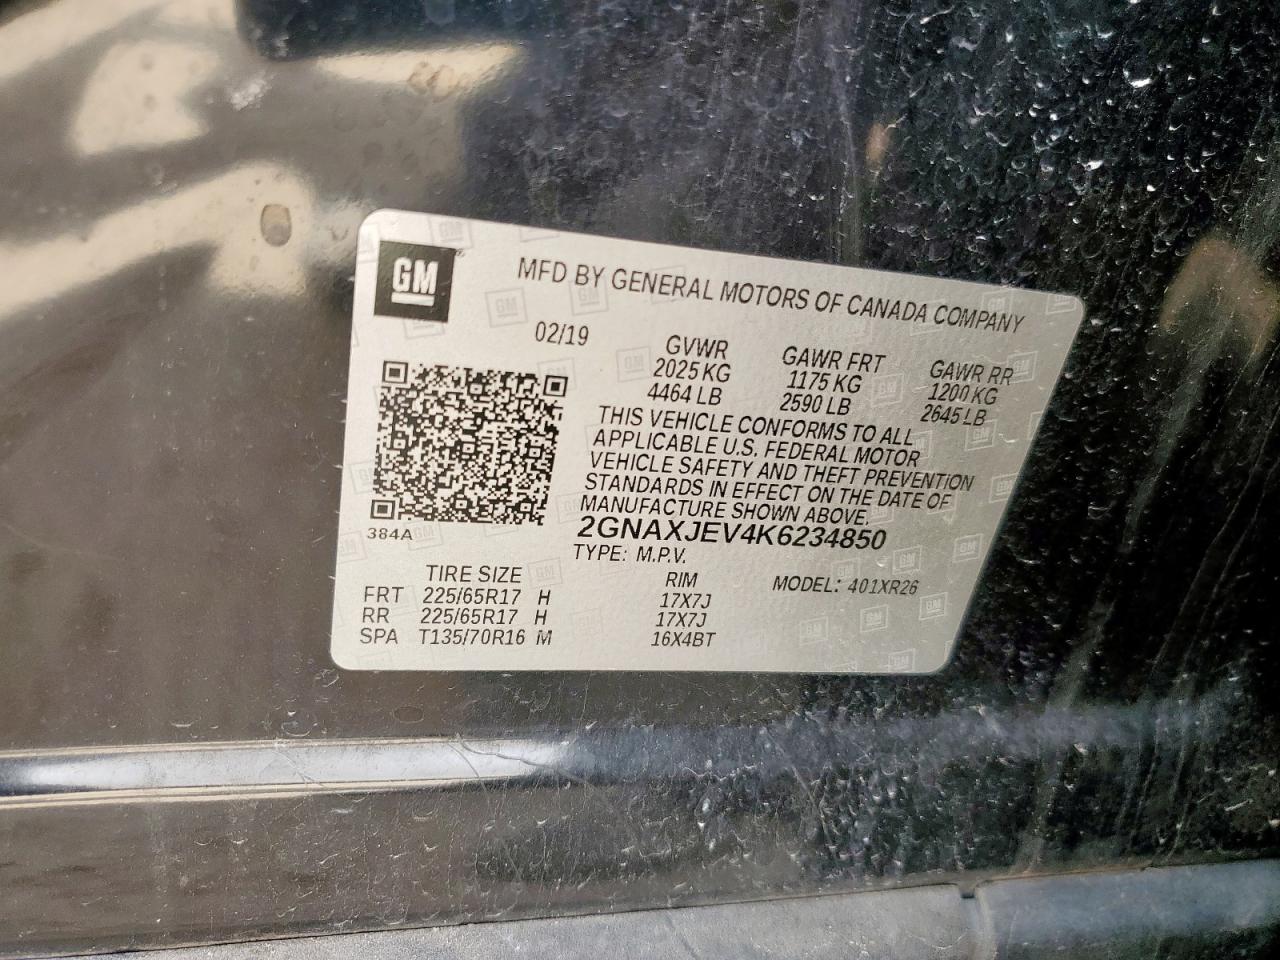 GM
MFD BY GENERAL MOTORS OF CANADA COMPANY
02/19
GVWR GAWR FRT GAWR RR
2025 KG 1175 KG 1200 KG
4464 LB 2590 LB 2645 LB
THIS VEHICLE CONFORMS TO ALL
APPLICABLE U.S. FEDERAL MOTOR
VEHICLE SAFETY AND THEFT PREVENTION
STANDARDS IN EFFECT ON THE DATE OF
MANUFACTURE SHOWN ABOVE.
384A
2GNAXJEV4K6234850
TYPE: M.P.V.
TIRE SIZE RIM MODEL: 401XR26
FRT 225/65R17 H 17X7J
RR 225/65R17 H 17X7J
SPA T135/70R16 M 16X4BT